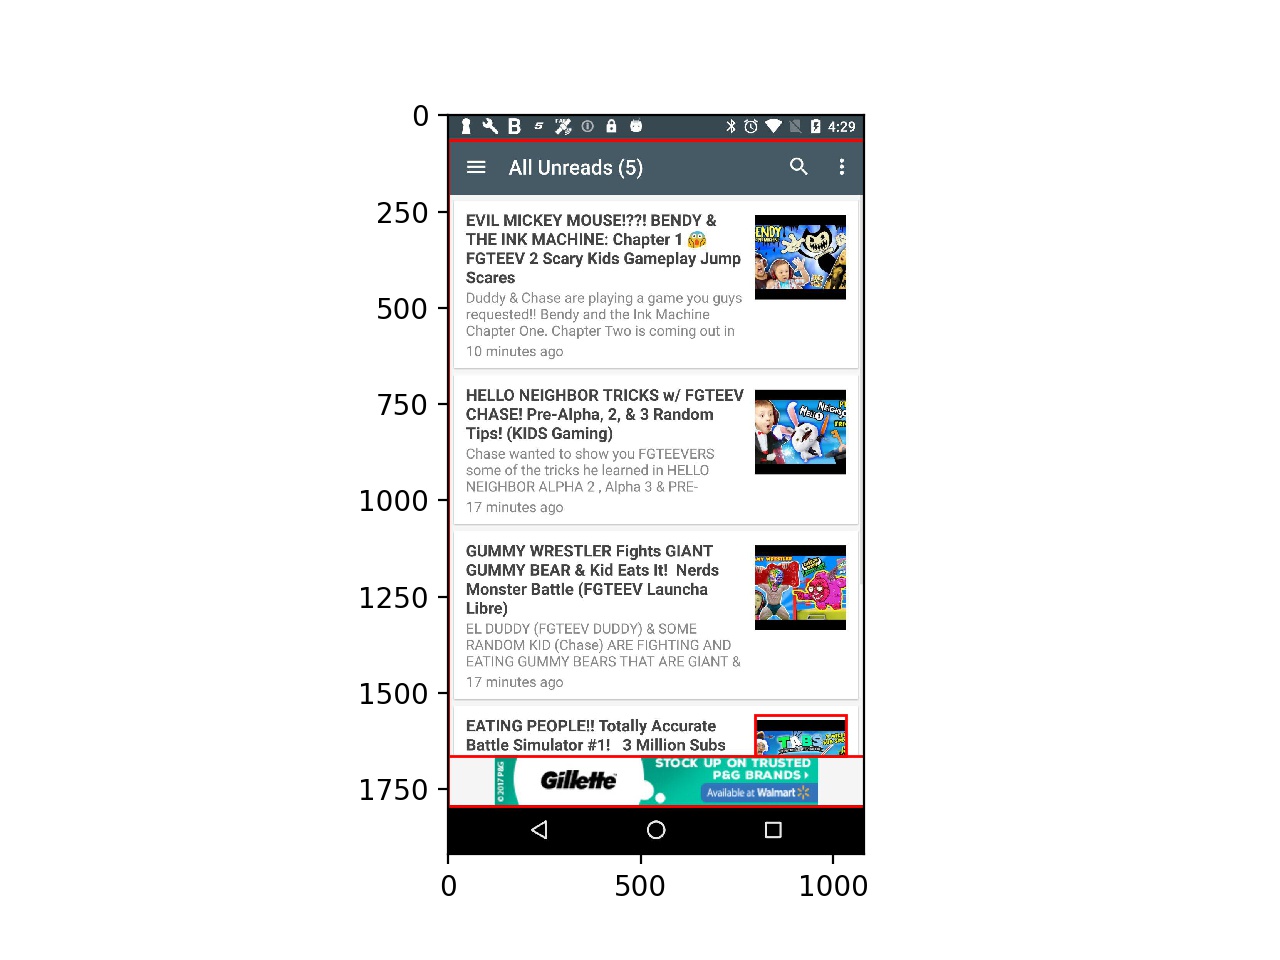 0
250
500
750
1000
1250
1500
1750
0
500
1000
4:29
All Unreads (5)
EVIL MICKEY MOUSE!??! BENDY &
THE INK MACHINE: Chapter 1 😱
FGTEEV 2 Scary Kids Gameplay Jump
Scares
Duddy & Chase are playing a game you guys
requested!! Bendy and the Ink Machine
Chapter One. Chapter Two is coming out in
10 minutes ago
HELLO NEIGHBOR TRICKS w/ FGTEEV
CHASE! Pre-Alpha, 2, & 3 Random
Tips! (KIDS Gaming)
Chase wanted to show you FGTEEVERS
some of the tricks he learned in HELLO
NEIGHBOR ALPHA 2 , Alpha 3 & PRE-
17 minutes ago
GUMMY WRESTLER Fights GIANT
GUMMY BEAR & Kid Eats It!  Nerds
Monster Battle (FGTEEV Launcha
Libre)
EL DUDDY (FGTEEV DUDDY) & SOME
RANDOM KID (Chase) ARE FIGHTING AND
EATING GUMMY BEARS THAT ARE GIANT &
17 minutes ago
EATING PEOPLE!! Totally Accurate
Battle Simulator #1!   3 Million Subs
TABS
©2017 P&G
Gillette
STOCK UP ON TRUSTED
P&G BRANDS
Available at Walmart